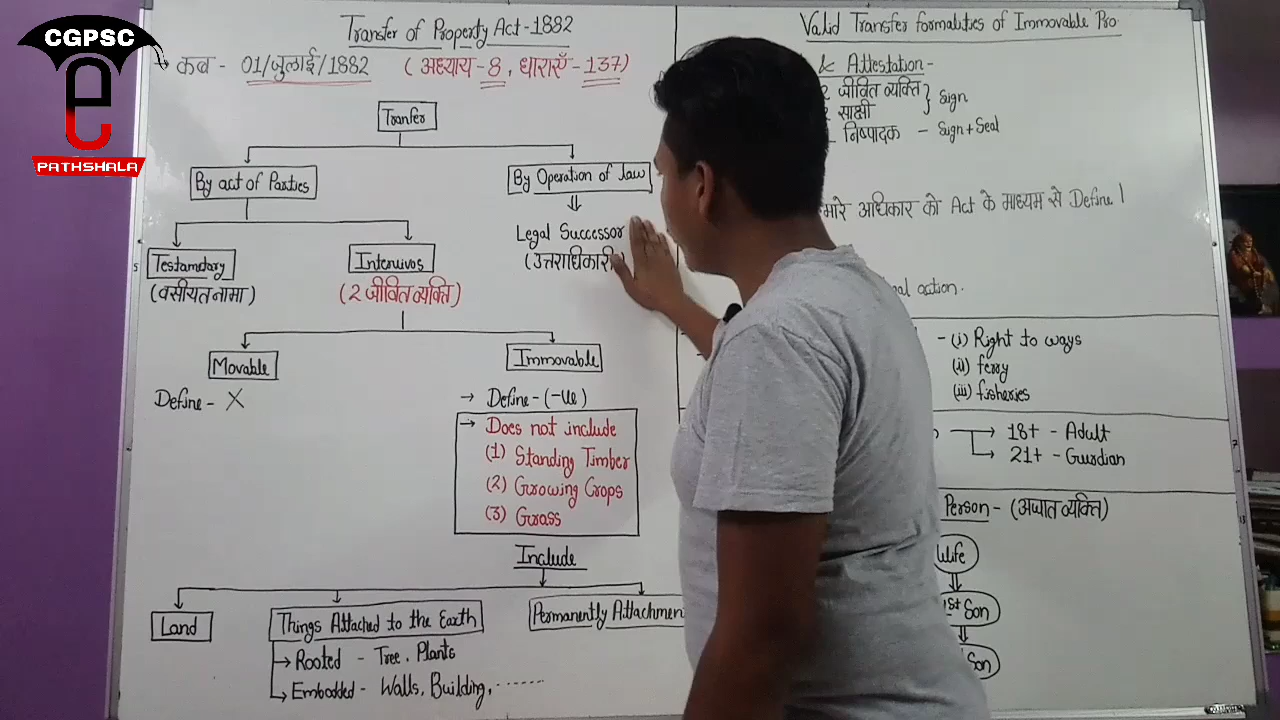 CGPSC
e
PATHSHALA
Transfer of Property Act-1882
→ कब - 01/जुलाई/1882 (अध्याय-8, धाराएँ-137)
Tranfer
By act of Parties
By Operation of law
Legal Successor
(उत्तराधिकारी)
Testamentary
(वसीयतनामा)
Intervivos
(2 जीवित व्यक्ति)
Movable
Immovable
Define - X
→ Define - (-Ve)
→ Does not include
(1) Standing Timber
(2) Growing Crops
(3) Grass
Include
Land
Things Attached to the Earth
Permanently Attachmen
→ Rooted - Tree, Plants
→ Embedded - Walls, Building, ......
Valid Transfer formalities of Immovable Pro.
& Attestation -
जीवित व्यक्ति
साक्षी
} Sign
निष्पादक - Sign + Seal
अधिकार को Act के माध्यम से Define |
action.
- (i) Right to ways
(ii) ferry
(iii) fisheries
→ 18+ - Adult
→ 21+ - Gurdian
Person - (अजात व्यक्ति)
Wife
1st Son
Son